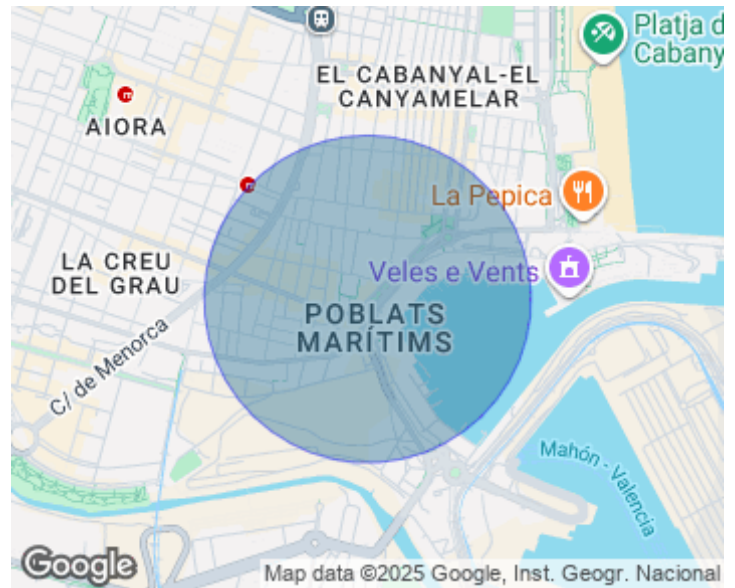 Platja d
Cabany
EL CABANYAL-EL
CANYAMELAR
AIORA
La Pepica
LA CREU
DEL GRAU
Veles e Vents
POBLATS
MARÍTIMS
C/ de Menorca
Mahón - Valencia
Google
Map data ©2025 Google, Inst. Geogr. Nacional